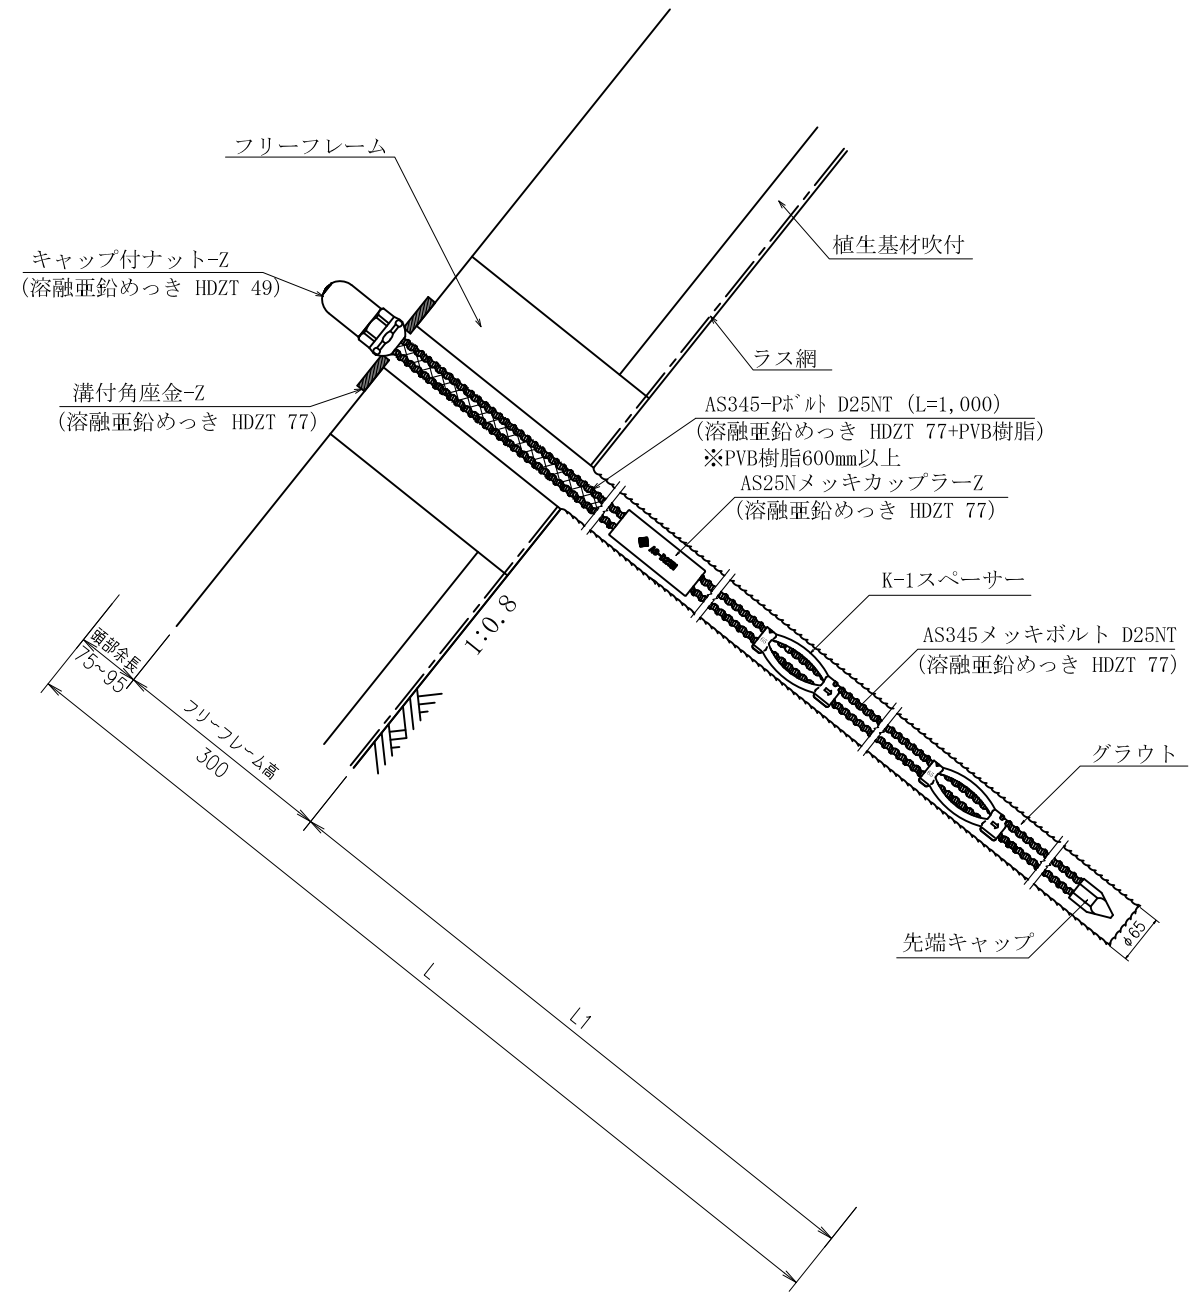 フリーフレーム
植生基材吹付
キャップ付ナット-Z
(溶融亜鉛めっき HDZT 49)
ラス網
溝付角座金-Z
(溶融亜鉛めっき HDZT 77)
AS345-Pボルト D25NT (L=1,000)
(溶融亜鉛めっき HDZT 77+PVB樹脂)
※PVB樹脂600mm以上
AS25NメッキカップラーZ
(溶融亜鉛めっき HDZT 77)
K-1スペーサー
1:0.8
AS345メッキボルト D25NT
(溶融亜鉛めっき HDZT 77)
頭部余長
75~95
フリーフレーム高
300
グラウト
先端キャップ
φ65
L
L1